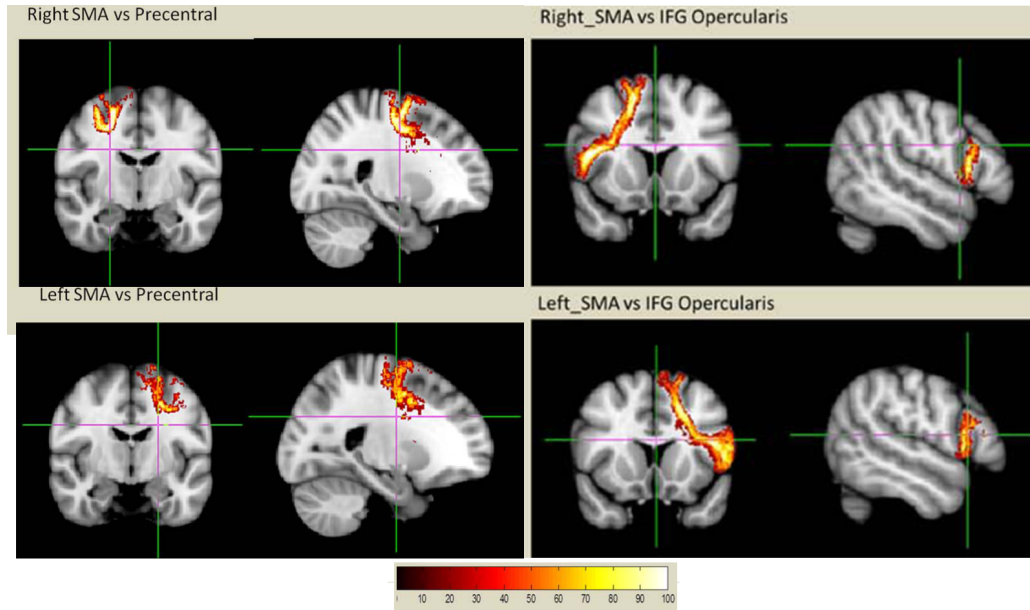 Right SMA vs Precentral
Right_SMA vs IFG Opercularis
Left SMA vs Precentral
Left_SMA vs IFG Opercularis
10 20 30 40 50 60 70 80 90 100